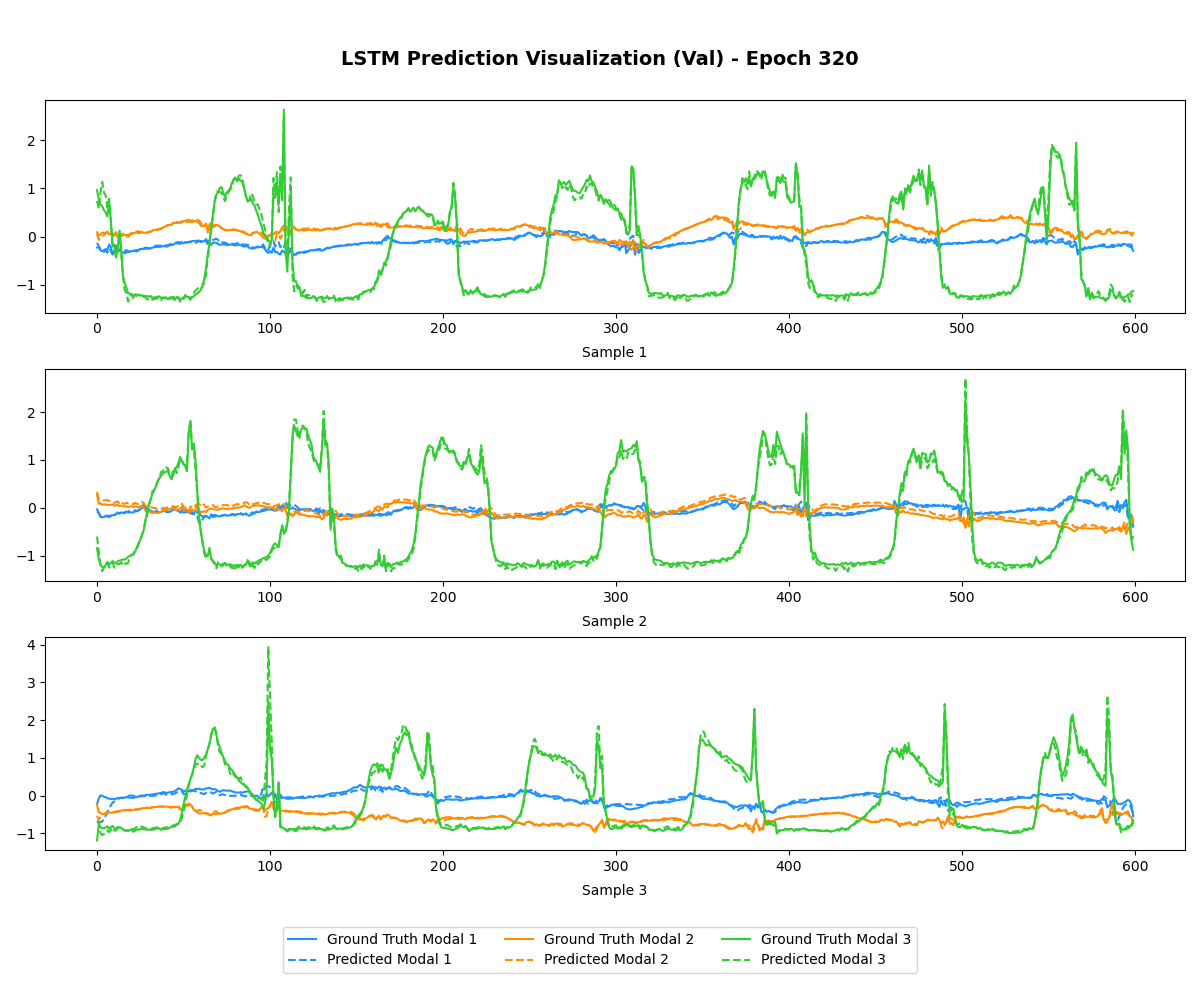 LSTM Prediction Visualization (Val) - Epoch 320
2
1
0
−1
0 100 200 300 400 500 600
Sample 1
2
1
0
−1
0 100 200 300 400 500 600
Sample 2
4
3
2
1
0
−1
0 100 200 300 400 500 600
Sample 3
Ground Truth Modal 1 Ground Truth Modal 2 Ground Truth Modal 3
Predicted Modal 1 Predicted Modal 2 Predicted Modal 3